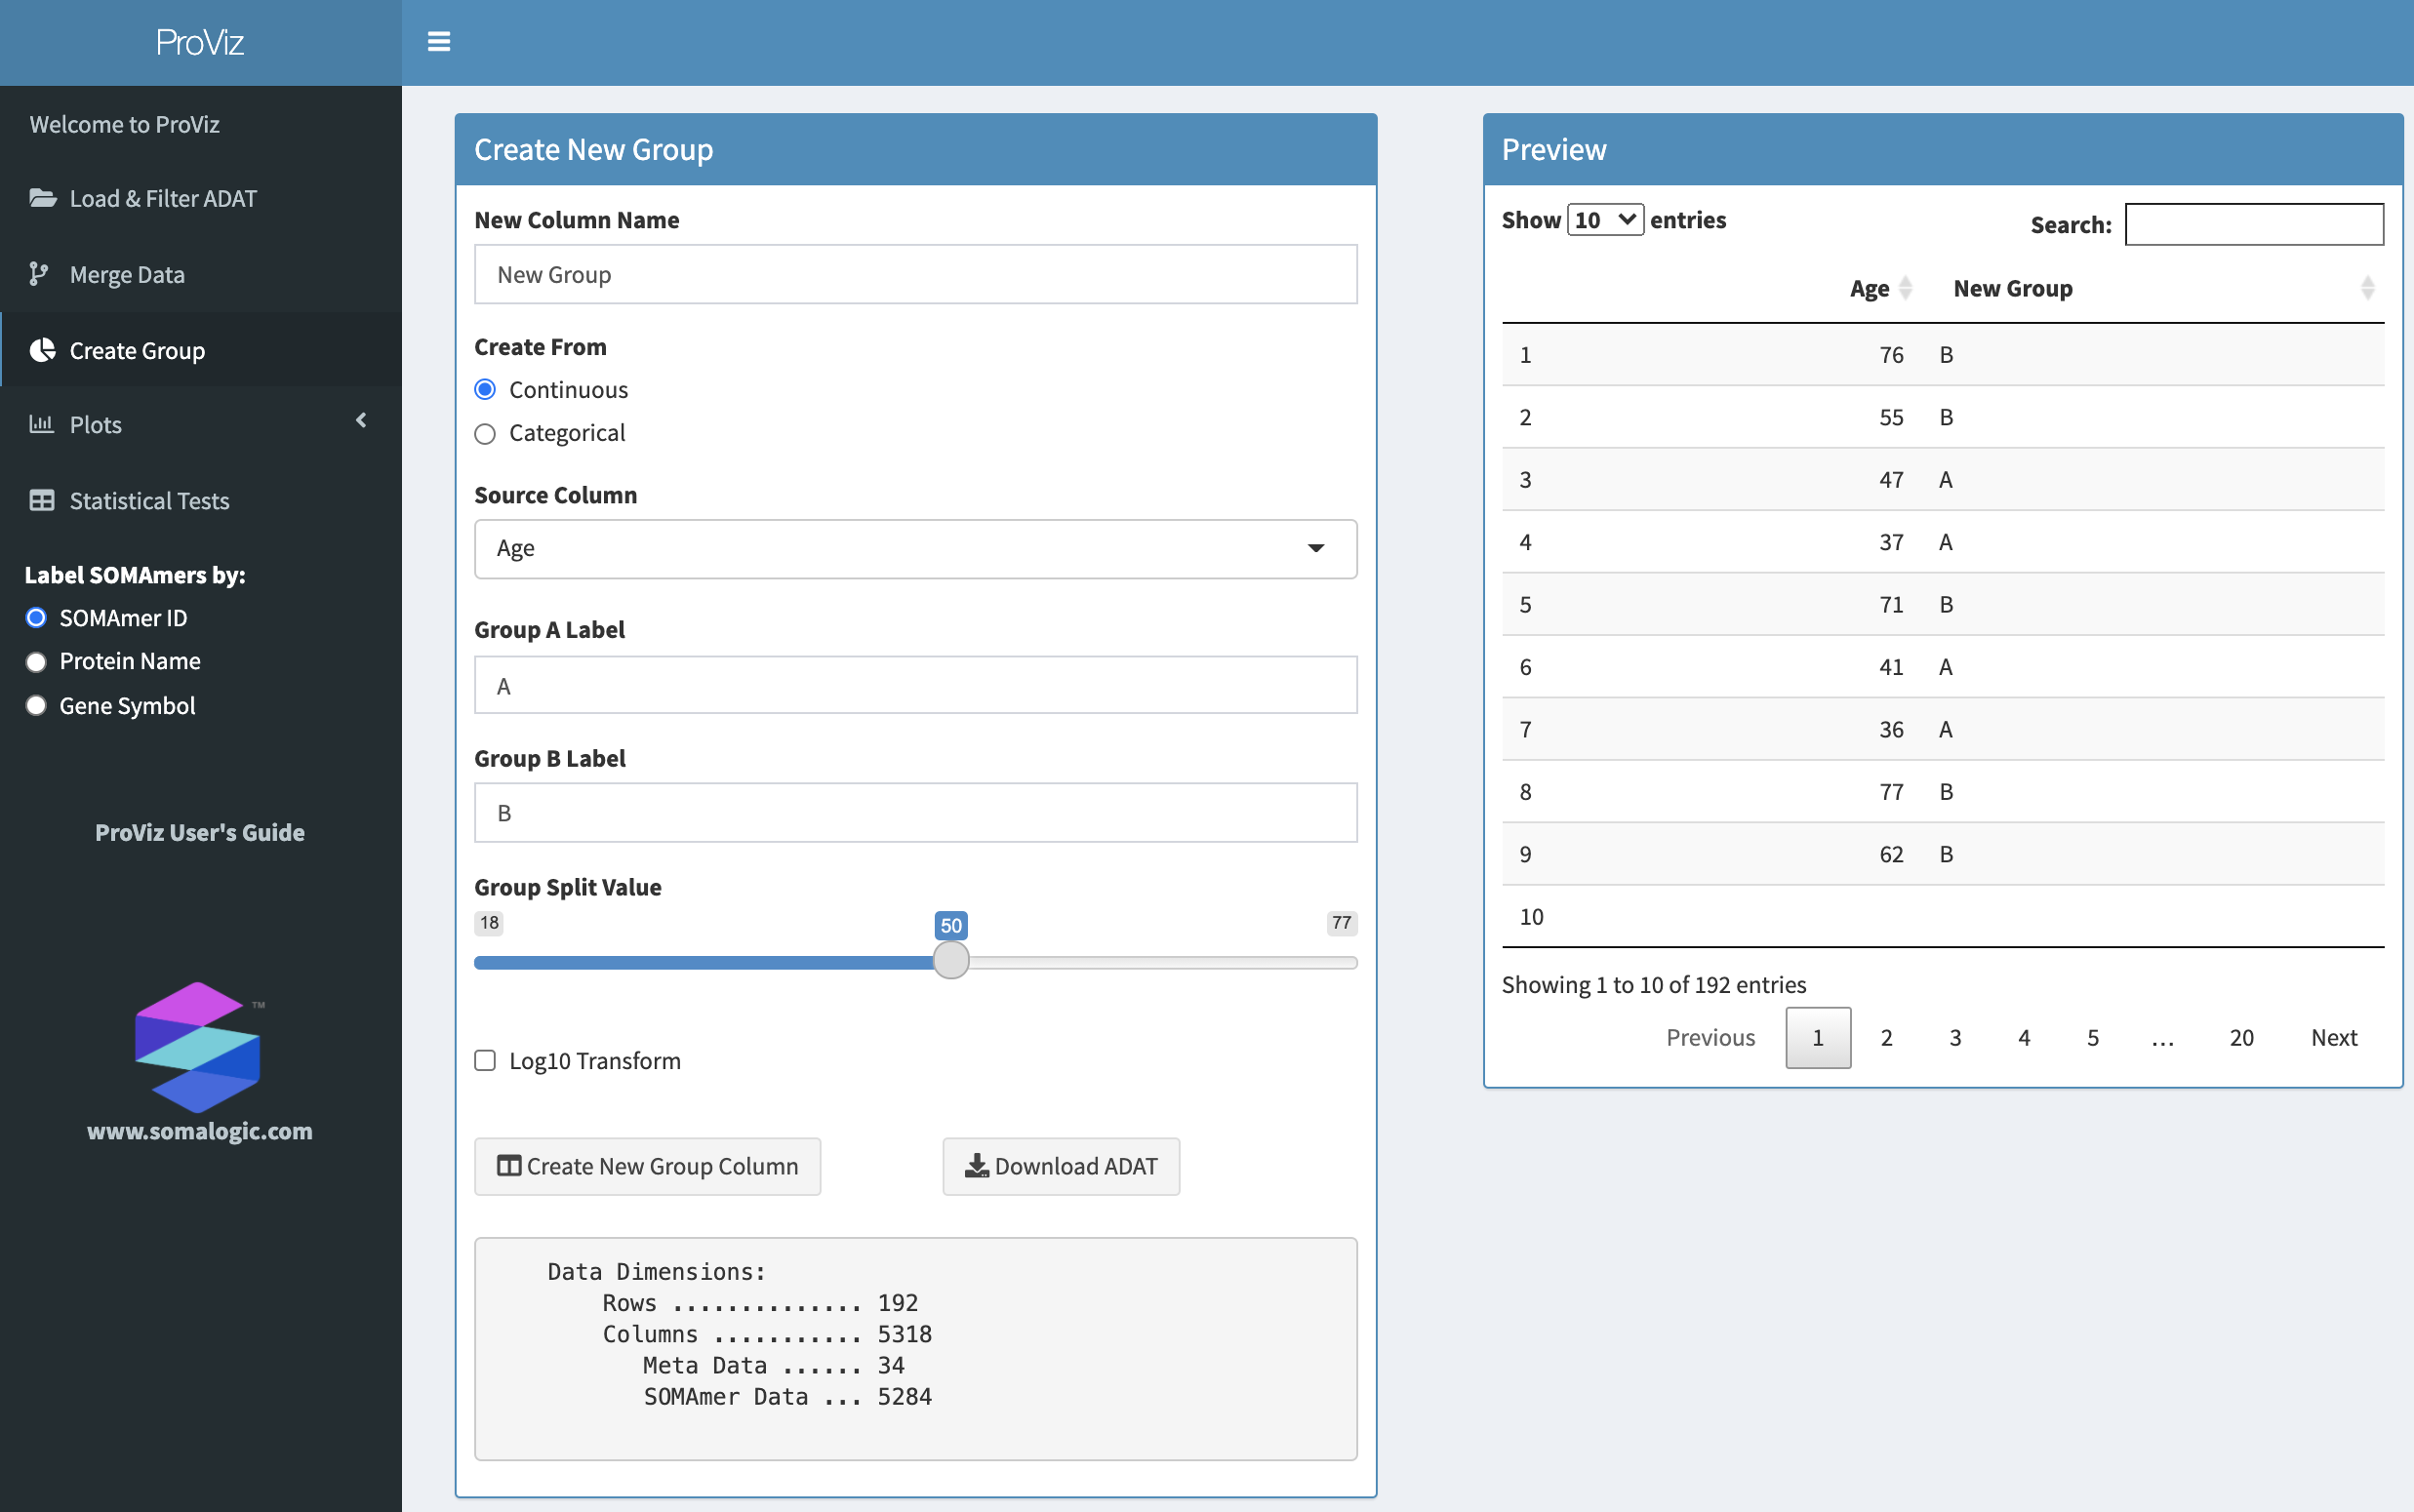 ProViz
Welcome to ProViz
Load & Filter ADAT
Merge Data
Create Group
Plots
Statistical Tests
Label SOMAmers by:
SOMAmer ID
Protein Name
Gene Symbol
ProViz User's Guide
TM
www.somalogic.com
Create New Group
New Column Name
New Group
Create From
Continuous
Categorical
Source Column
Age
Group A Label
A
Group B Label
B
Group Split Value
18 50 77
Log10 Transform
Create New Group Column Download ADAT
Data Dimensions:
Rows .............. 192
Columns ........... 5318
Meta Data ...... 34
SOMAmer Data ... 5284
Preview
Show 10 entries Search:
Age New Group
1 76 B
2 55 B
3 47 A
4 37 A
5 71 B
6 41 A
7 36 A
8 77 B
9 62 B
10
Showing 1 to 10 of 192 entries
Previous 1 2 3 4 5 … 20 Next